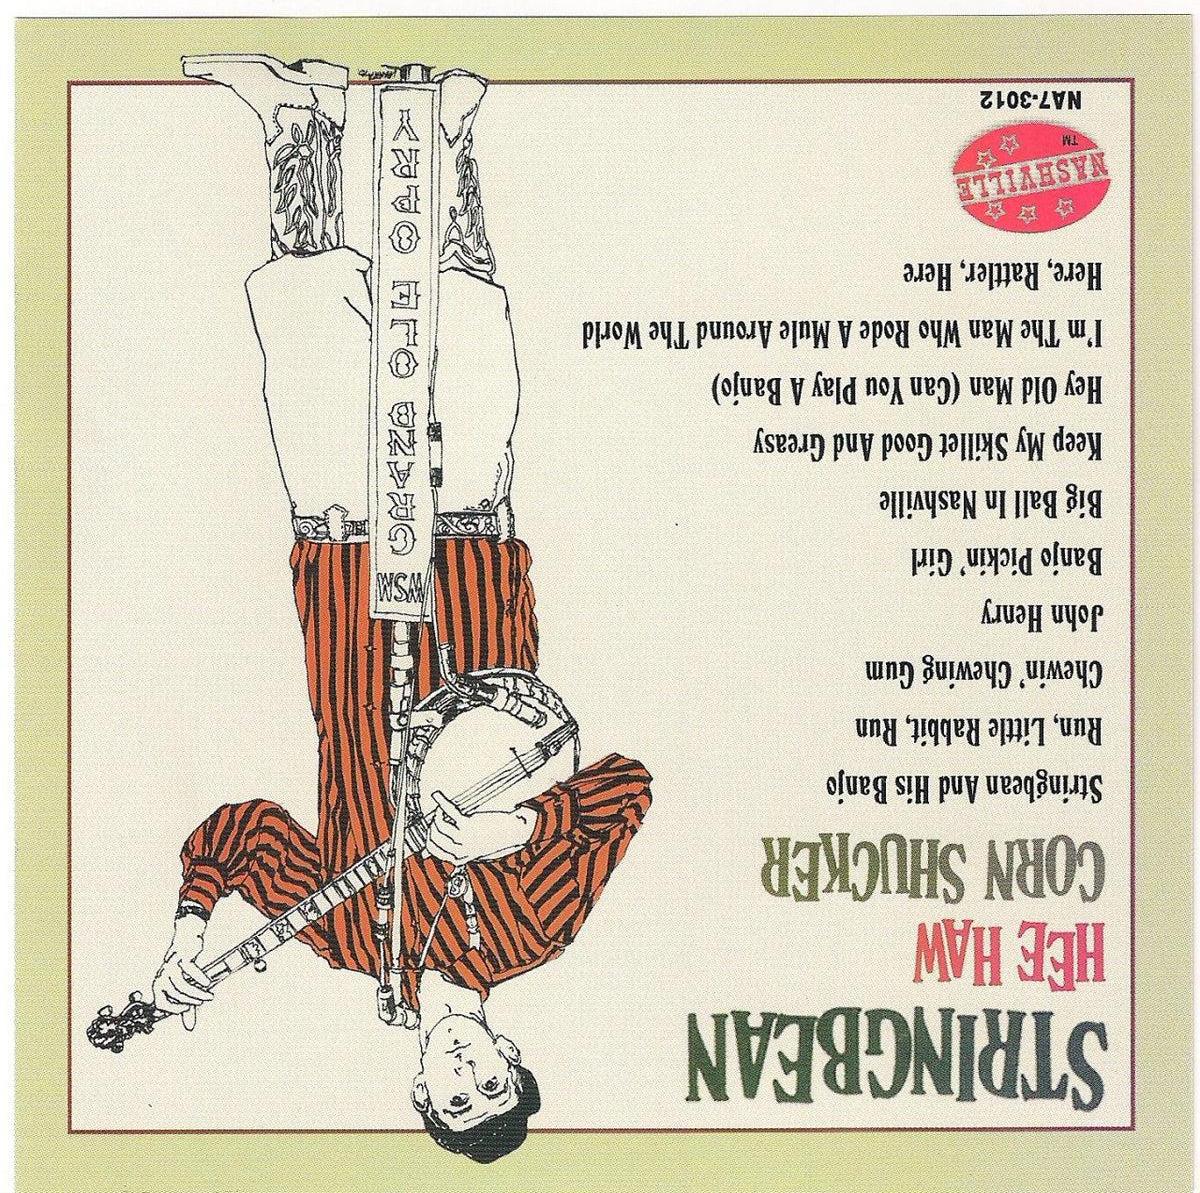 STRINGBEAN
HEE HAW
CORN SHUCKER
Stringbean And His Banjo
Run, Little Rabbit, Run
Chewin' Chewing Gum
John Henry
Banjo Pickin' Girl
Big Ball In Nashville
Keep My Skillet Good And Greasy
Hey Old Man (Can You Play A Banjo)
I'm The Man Who Rode A Mule Around The World
Here, Rattler, Here
NASHVILLE
TM
NA7-3012
WSM
GRAND OLE OPRY